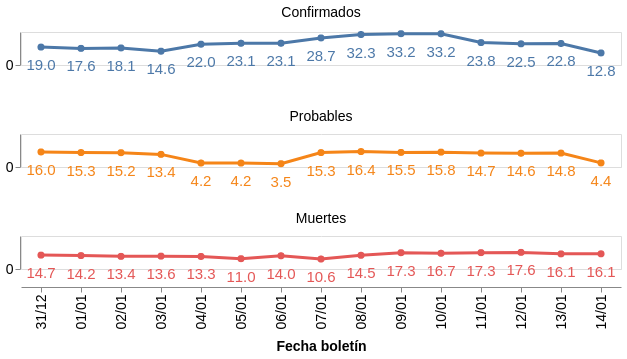 Confirmados
0
19.0 17.6 18.1 14.6 22.0 23.1 23.1 28.7 32.3 33.2 33.2 23.8 22.5 22.8 12.8
Probables
0
16.0 15.3 15.2 13.4 4.2 4.2 3.5 15.3 16.4 15.5 15.8 14.7 14.6 14.8 4.4
Muertes
0
14.7 14.2 13.4 13.6 13.3 11.0 14.0 10.6 14.5 17.3 16.7 17.3 17.6 16.1 16.1
31/12 01/01 02/01 03/01 04/01 05/01 06/01 07/01 08/01 09/01 10/01 11/01 12/01 13/01 14/01
Fecha boletín